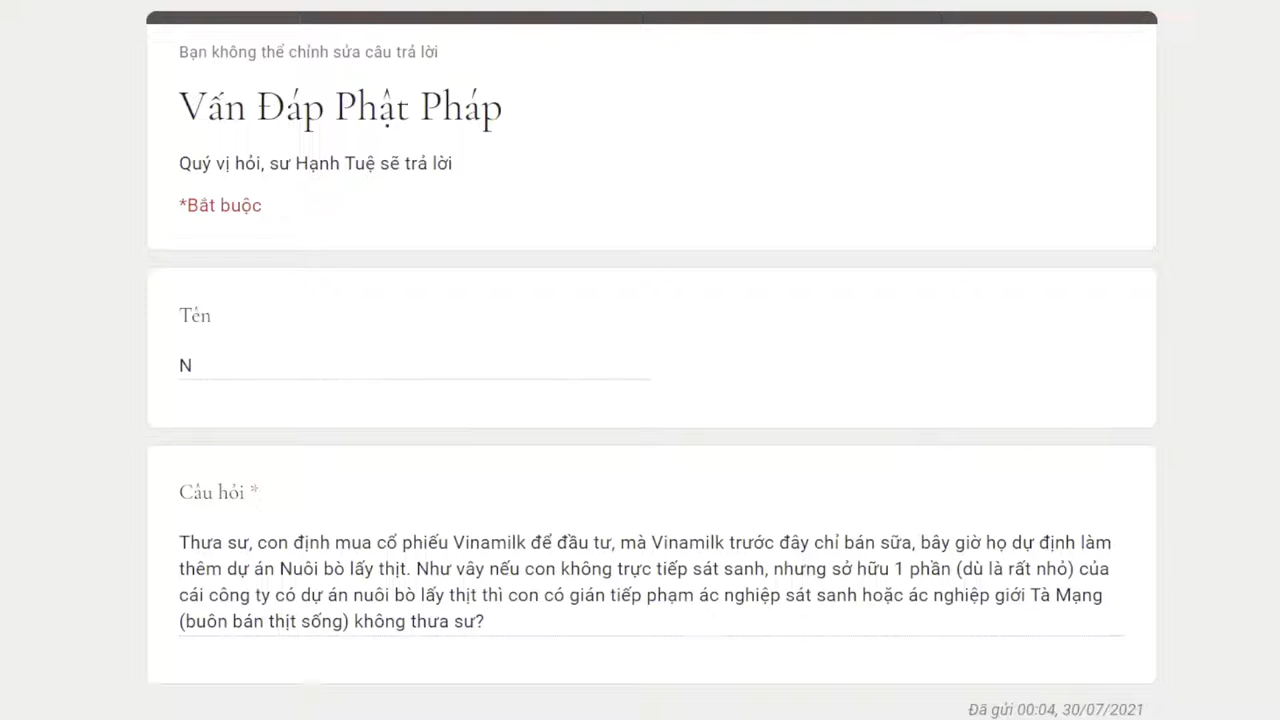 Bạn không thể chỉnh sửa câu trả lời
Vấn Đáp Phật Pháp
Quý vị hỏi, sư Hạnh Tuệ sẽ trả lời
*Bắt buộc
Tên
N
Câu hỏi *
Thưa sư, con định mua cổ phiếu Vinamilk để đầu tư, mà Vinamilk trước đây chỉ bán sữa, bây giờ họ dự định làm
thêm dự án Nuôi bò lấy thịt. Như vây nếu con không trực tiếp sát sanh, nhưng sở hữu 1 phần (dù là rất nhỏ) của
cái công ty có dự án nuôi bò lấy thịt thì con có gián tiếp phạm ác nghiệp sát sanh hoặc ác nghiệp giới Tà Mạng
(buôn bán thịt sống) không thưa sư?
Đã gửi 00:04, 30/07/2021